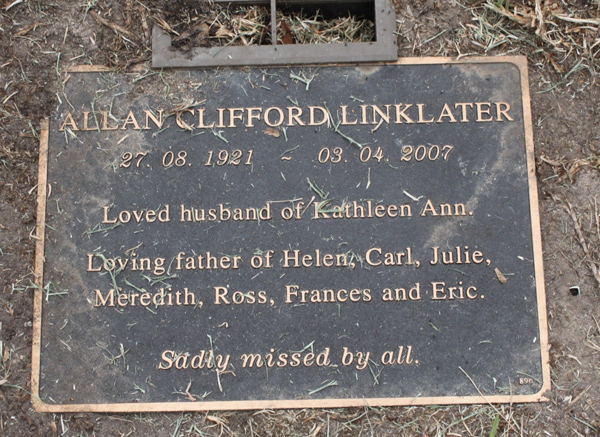 ALLAN CLIFFORD LINKLATER
27. 08. 1921 ~ 03. 04. 2007
Loved husband of Kathleen Ann.
Loving father of Helen, Carl, Julie,
Meredith, Ross, Frances and Eric.
Sadly missed by all.